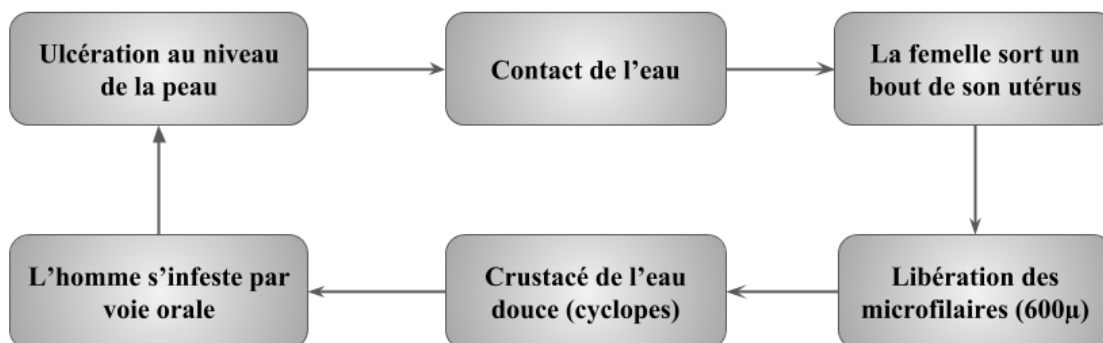 Ulcération au niveau
de la peau
Contact de l’eau
La femelle sort un
bout de son utérus
Libération des
microfilaires (600μ)
Crustacé de l’eau
douce (cyclopes)
L’homme s’infeste par
voie orale